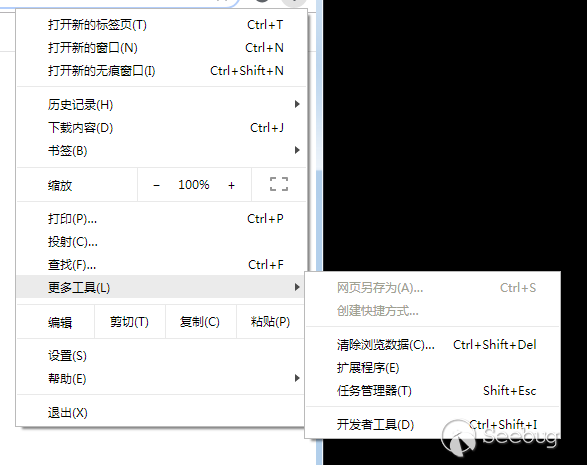 打开新的标签页(T) Ctrl+T
打开新的窗口(N) Ctrl+N
打开新的无痕窗口(I) Ctrl+Shift+N
历史记录(H)
下载内容(D) Ctrl+J
书签(B)
缩放 − 100% +
打印(P)... Ctrl+P
投射(C)...
查找(F)... Ctrl+F
更多工具(L)
编辑 剪切(T) 复制(C) 粘贴(P)
设置(S)
帮助(E)
退出(X)
网页另存为(A)... Ctrl+S
创建快捷方式...
清除浏览数据(C)... Ctrl+Shift+Del
扩展程序(E)
任务管理器(T) Shift+Esc
开发者工具(D) Ctrl+Shift+I
Seebug